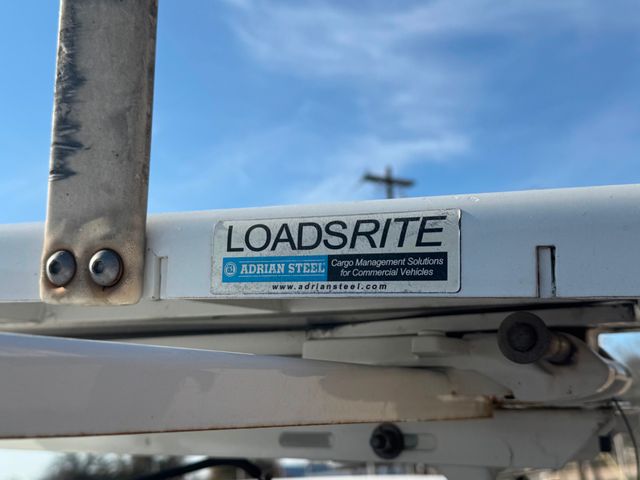 LOADSRITE
ADRIAN STEEL
Cargo Management Solutions
for Commercial Vehicles
www.adriansteel.com